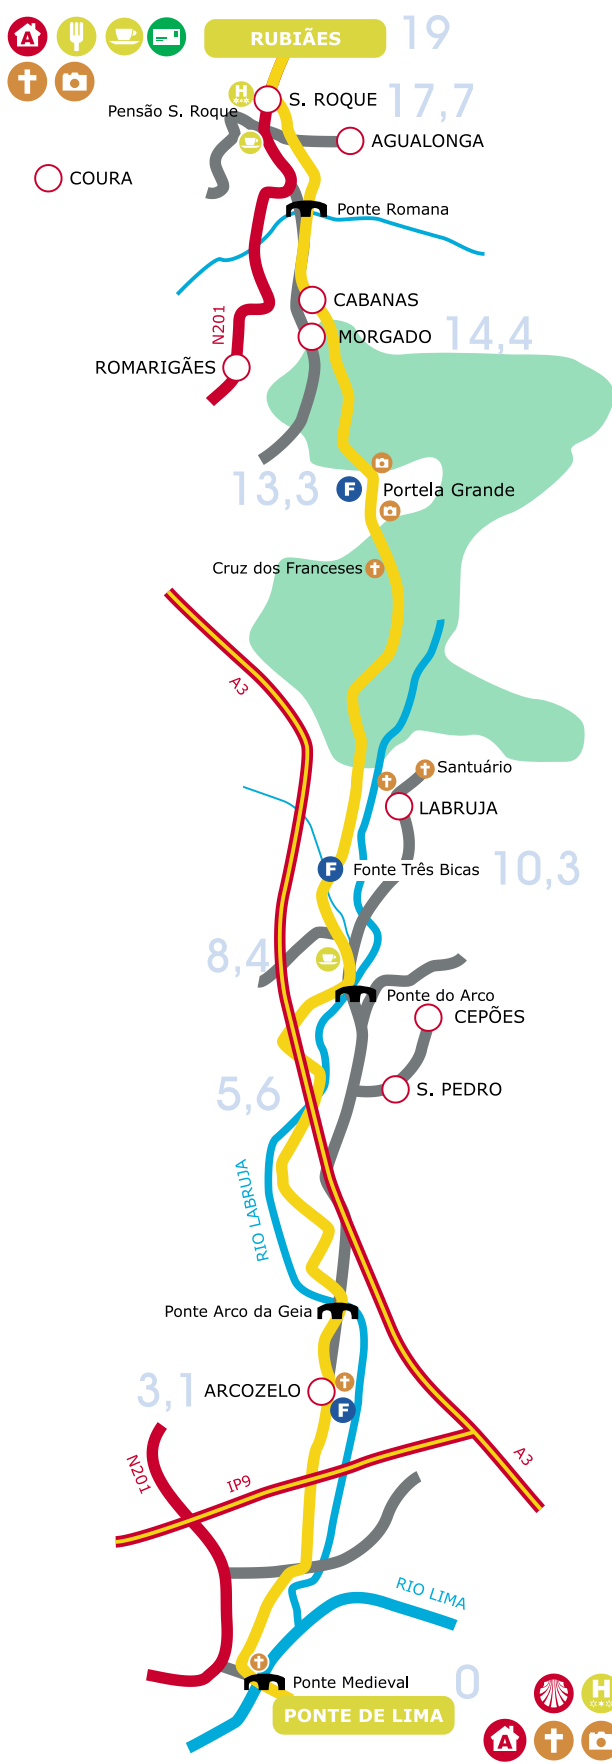 A
RUBIÃES
19
H
S. ROQUE
17,7
Pensão S. Roque
AGUALONGA
COURA
Ponte Romana
CABANAS
N201
MORGADO
14,4
ROMARIGÃES
13,3
F
Portela Grande
Cruz dos Franceses
A3
Santuário
LABRUJA
F
Fonte Três Bicas
10,3
8,4
Ponte do Arco
CEPÕES
5,6
S. PEDRO
RIO LABRUJA
Ponte Arco da Geia
3,1
ARCOZELO
F
N201
IP9
A3
RIO LIMA
Ponte Medieval
0
H
PONTE DE LIMA
A